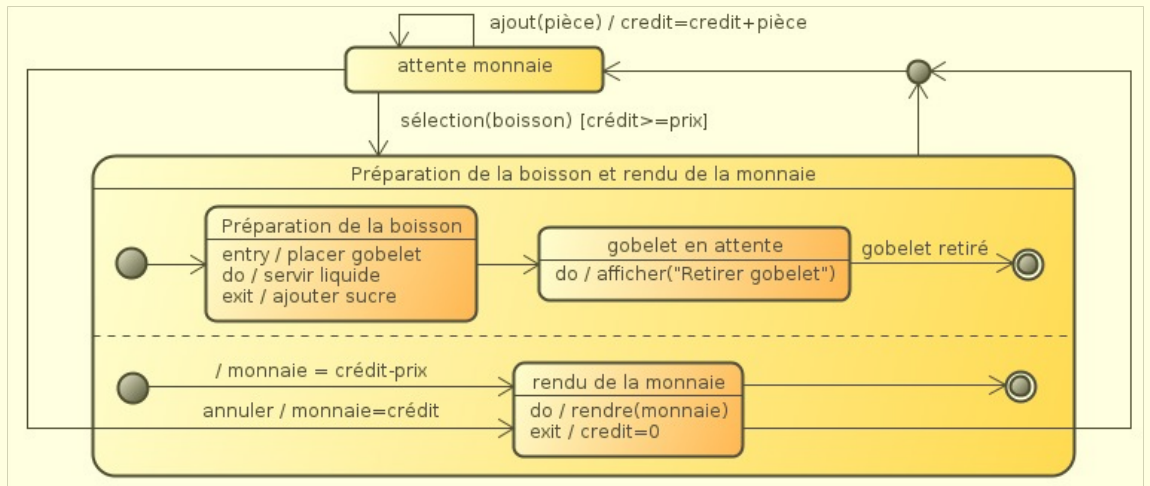 ajout(pièce) / credit=credit+pièce
attente monnaie
sélection(boisson) [crédit>=prix]
Préparation de la boisson et rendu de la monnaie
Préparation de la boisson
entry / placer gobelet
do / servir liquide
exit / ajouter sucre
gobelet en attente
do / afficher("Retirer gobelet")
gobelet retiré
/ monnaie = crédit-prix
annuler / monnaie=crédit
rendu de la monnaie
do / rendre(monnaie)
exit / credit=0